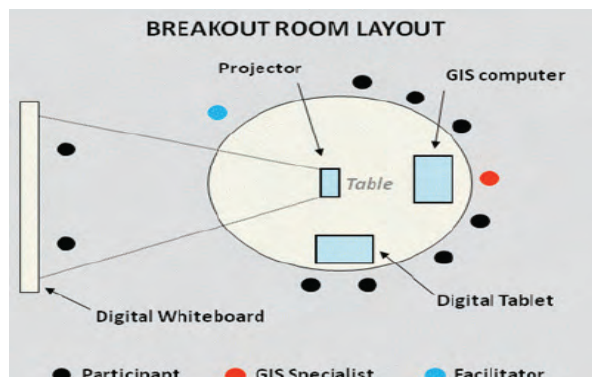 BREAKOUT ROOM LAYOUT
Projector
GIS computer
Table
Digital Tablet
Digital Whiteboard
Participant GIS Specialist Facilitator